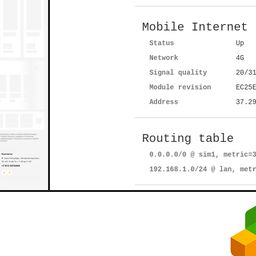 Mobile Internet
Status Up
Network 4G
Signal quality 20/31
Module revision EC25E
Address 37.29
Routing table
0.0.0.0/0 @ sim1, metric=3
192.168.1.0/24 @ lan, metr